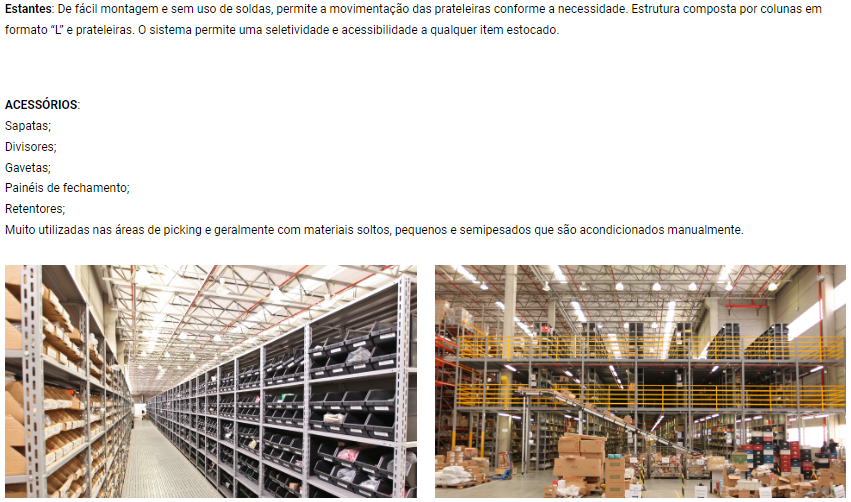 Estantes: De fácil montagem e sem uso de soldas, permite a movimentação das prateleiras conforme a necessidade. Estrutura composta por colunas em
formato “L” e prateleiras. O sistema permite uma seletividade e acessibilidade a qualquer item estocado.
ACESSÓRIOS:
Sapatas;
Divisores;
Gavetas;
Painéis de fechamento;
Retentores;
Muito utilizadas nas áreas de picking e geralmente com materiais soltos, pequenos e semipesados que são acondicionados manualmente.